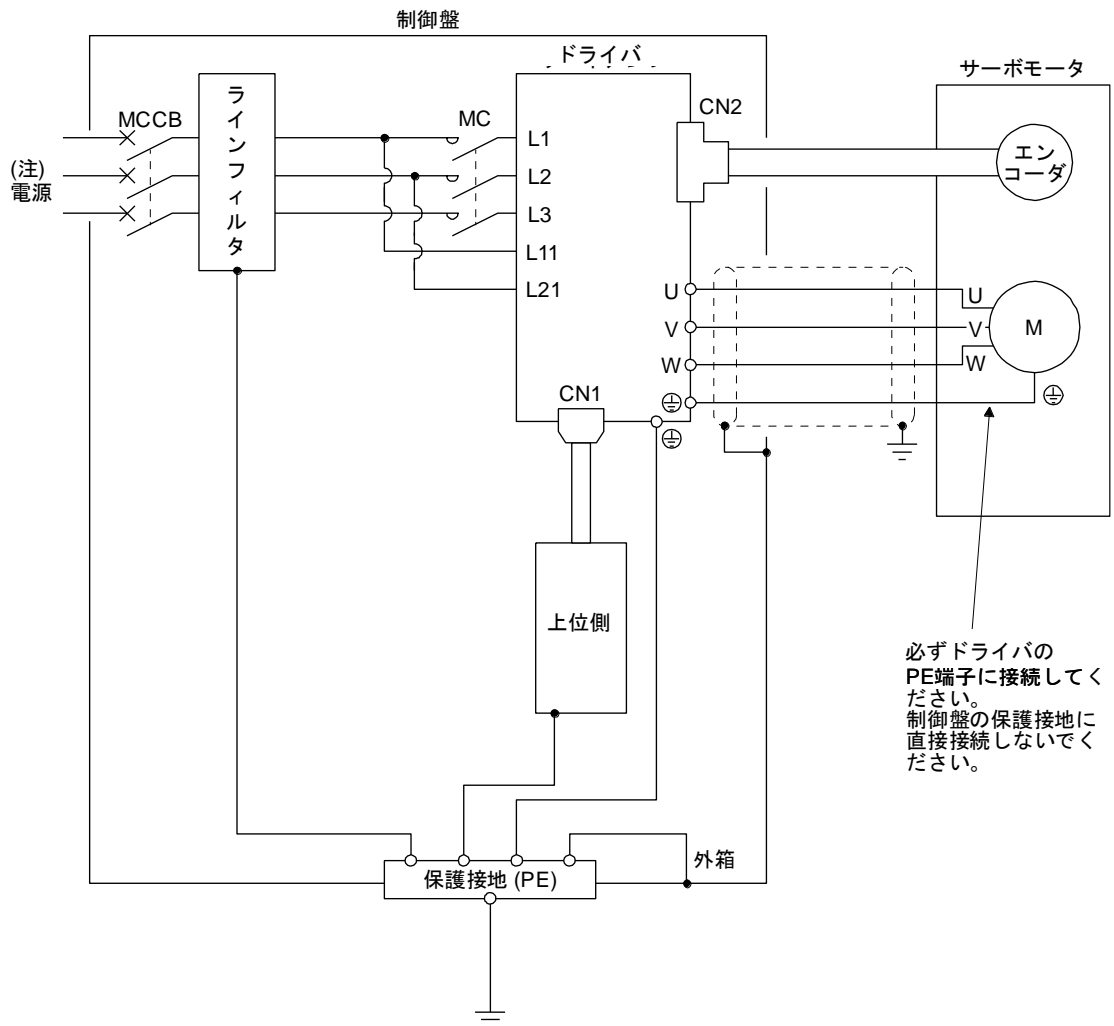 制御盤
ドライバ
サーボモータ
ラインフィルタ
MCCB
MC
CN2
(注)
電源
L1
L2
L3
L11
L21
エン
コーダ
U
V
W
U
V
W
M
CN1
上位側
必ずドライバの
PE端子に接続してく
ださい。
制御盤の保護接地に
直接接続しないでく
ださい。
外箱
保護接地 (PE)